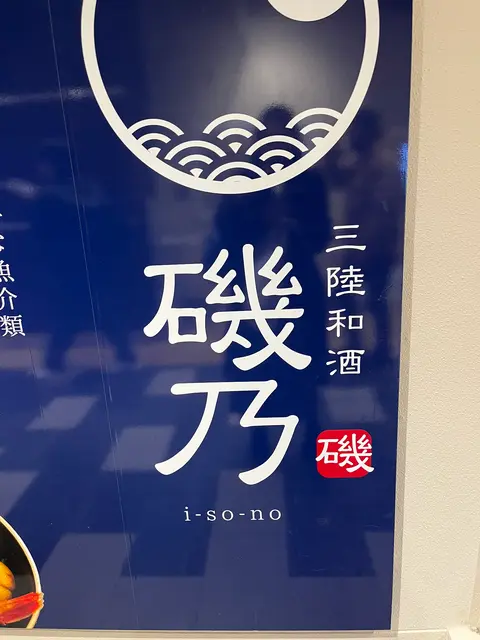 三陸和酒
磯乃
磯
i-so-no
魚介類